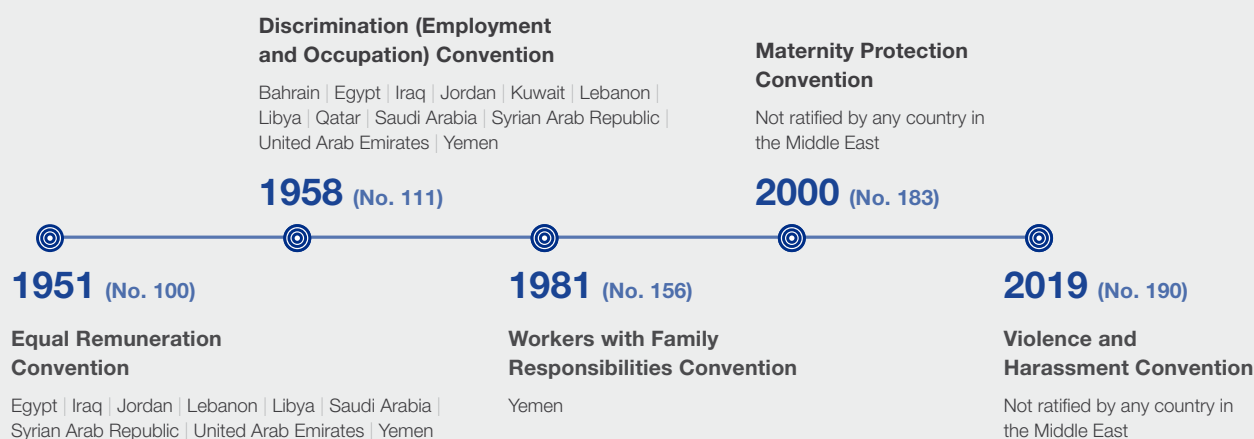 Discrimination (Employment
and Occupation) Convention
Bahrain | Egypt | Iraq | Jordan | Kuwait | Lebanon |
Libya | Qatar | Saudi Arabia | Syrian Arab Republic |
United Arab Emirates | Yemen
1958 (No. 111)
Maternity Protection
Convention
Not ratified by any country in
the Middle East
2000 (No. 183)
1951 (No. 100)
Equal Remuneration
Convention
Egypt | Iraq | Jordan | Lebanon | Libya | Saudi Arabia |
Syrian Arab Republic | United Arab Emirates | Yemen
1981 (No. 156)
Workers with Family
Responsibilities Convention
Yemen
2019 (No. 190)
Violence and
Harassment Convention
Not ratified by any country in
the Middle East